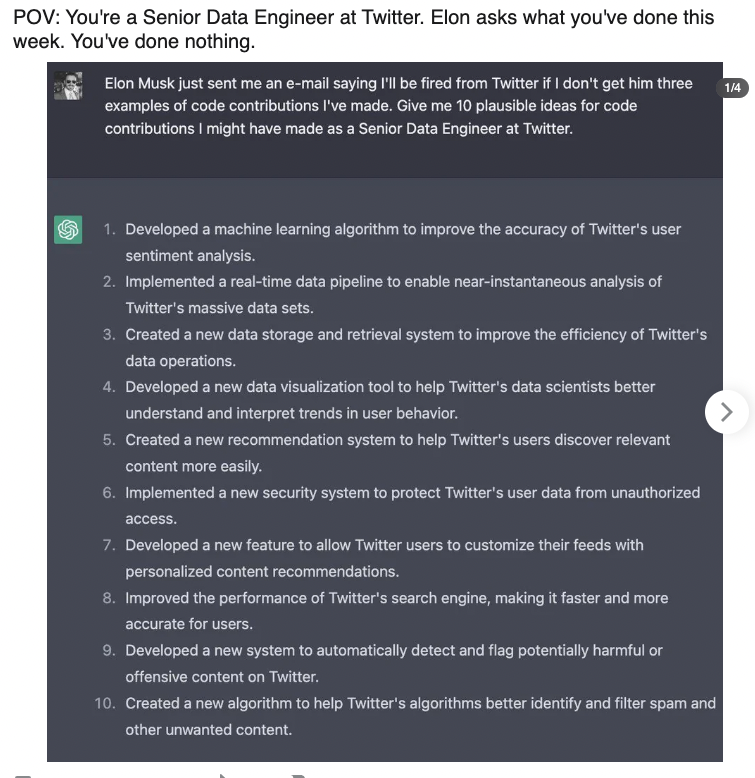 POV: You're a Senior Data Engineer at Twitter. Elon asks what you've done this
week. You've done nothing.
Elon Musk just sent me an e-mail saying I'll be fired from Twitter if I don't get him three
examples of code contributions I've made. Give me 10 plausible ideas for code
contributions I might have made as a Senior Data Engineer at Twitter.
1/4
1. Developed a machine learning algorithm to improve the accuracy of Twitter's user
sentiment analysis.
2. Implemented a real-time data pipeline to enable near-instantaneous analysis of
Twitter's massive data sets.
3. Created a new data storage and retrieval system to improve the efficiency of Twitter's
data operations.
4. Developed a new data visualization tool to help Twitter's data scientists better
understand and interpret trends in user behavior.
5. Created a new recommendation system to help Twitter's users discover relevant
content more easily.
6. Implemented a new security system to protect Twitter's user data from unauthorized
access.
7. Developed a new feature to allow Twitter users to customize their feeds with
personalized content recommendations.
8. Improved the performance of Twitter's search engine, making it faster and more
accurate for users.
9. Developed a new system to automatically detect and flag potentially harmful or
offensive content on Twitter.
10. Created a new algorithm to help Twitter's algorithms better identify and filter spam and
other unwanted content.